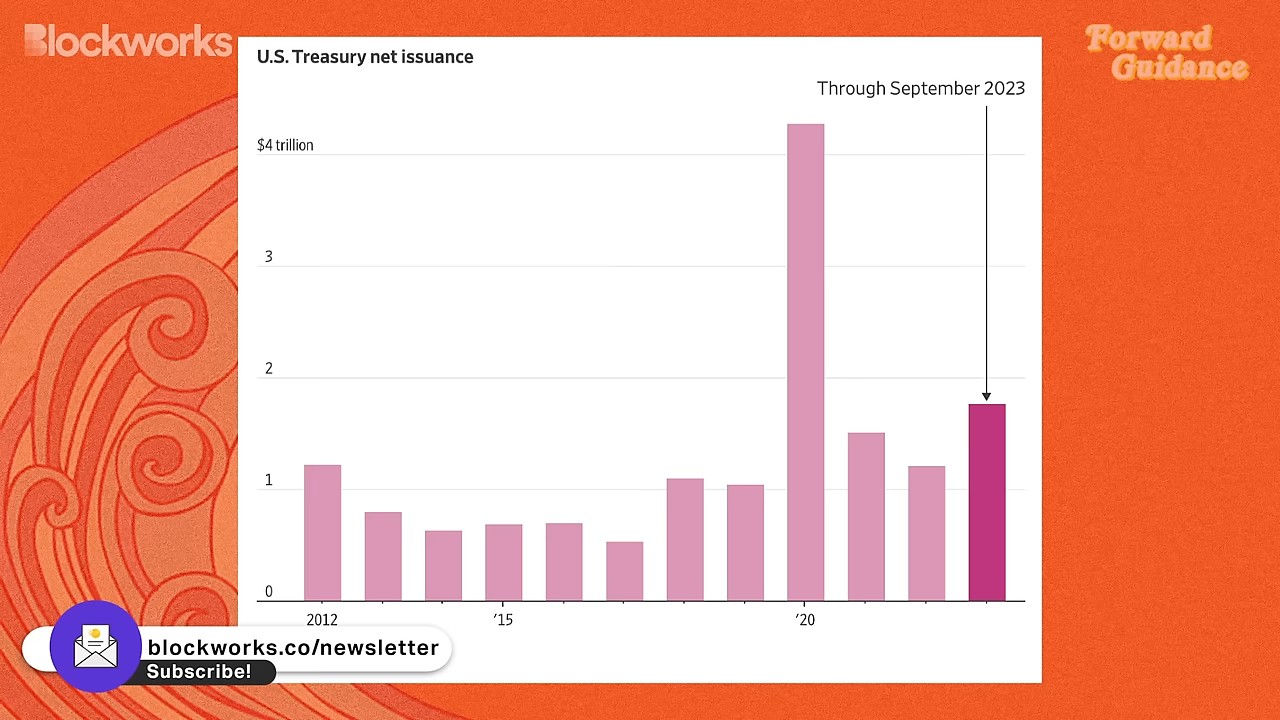 Blockworks
Forward
Guidance
U.S. Treasury net issuance
Through September 2023
$4 trillion
3
2
1
0
2012
’15
’20
blockworks.co/newsletter
Subscribe!